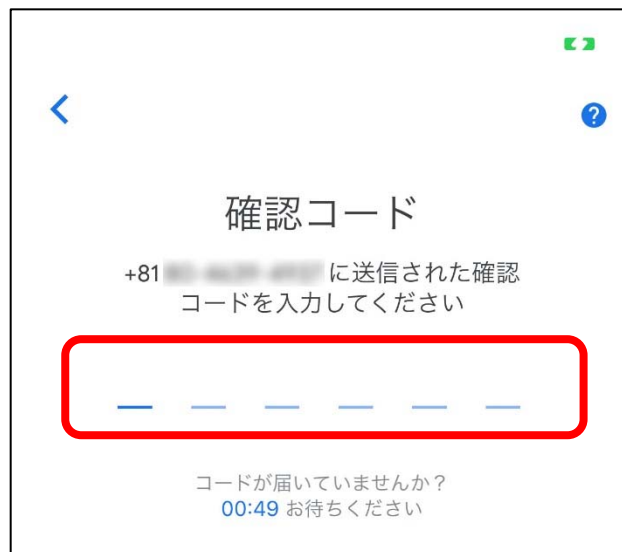 確認コード
+81 に送信された確認
コードを入力してください
コードが届いていませんか？
00:49 お待ちください